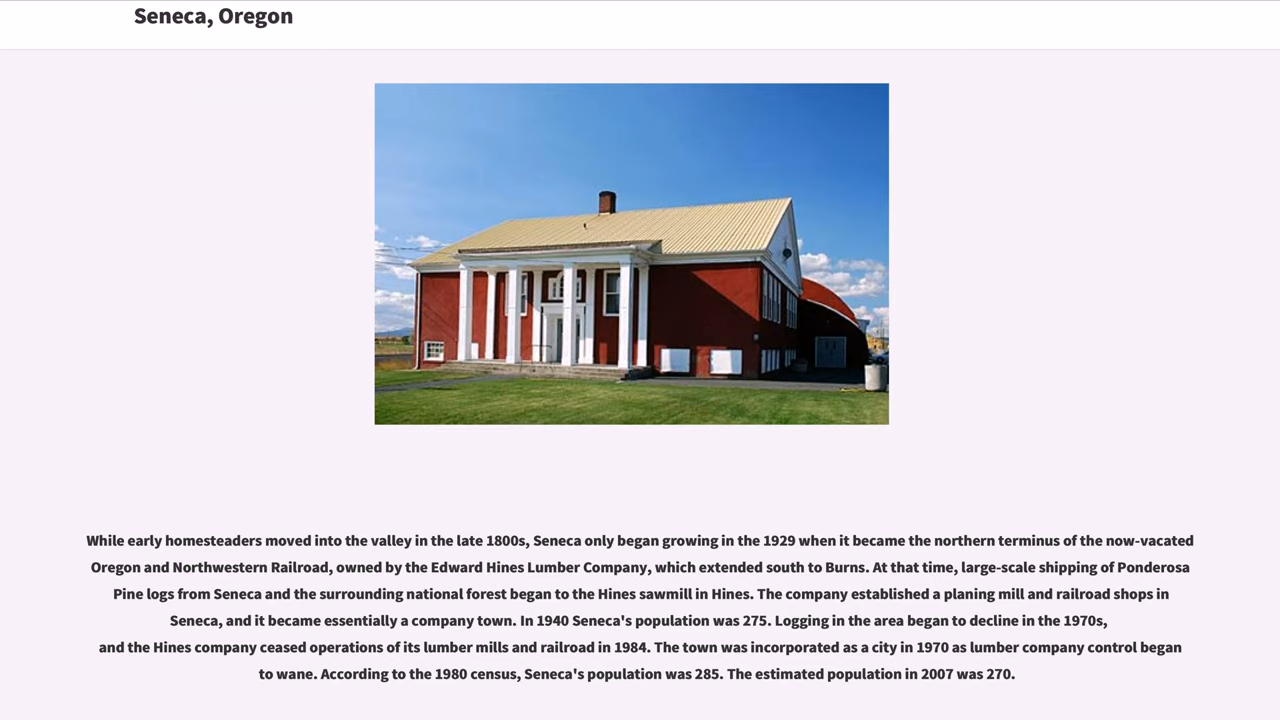 Seneca, Oregon
While early homesteaders moved into the valley in the late 1800s, Seneca only began growing in the 1929 when it became the northern terminus of the now-vacated
Oregon and Northwestern Railroad, owned by the Edward Hines Lumber Company, which extended south to Burns. At that time, large-scale shipping of Ponderosa
Pine logs from Seneca and the surrounding national forest began to the Hines sawmill in Hines. The company established a planing mill and railroad shops in
Seneca, and it became essentially a company town. In 1940 Seneca's population was 275. Logging in the area began to decline in the 1970s,
and the Hines company ceased operations of its lumber mills and railroad in 1984. The town was incorporated as a city in 1970 as lumber company control began
to wane. According to the 1980 census, Seneca's population was 285. The estimated population in 2007 was 270.